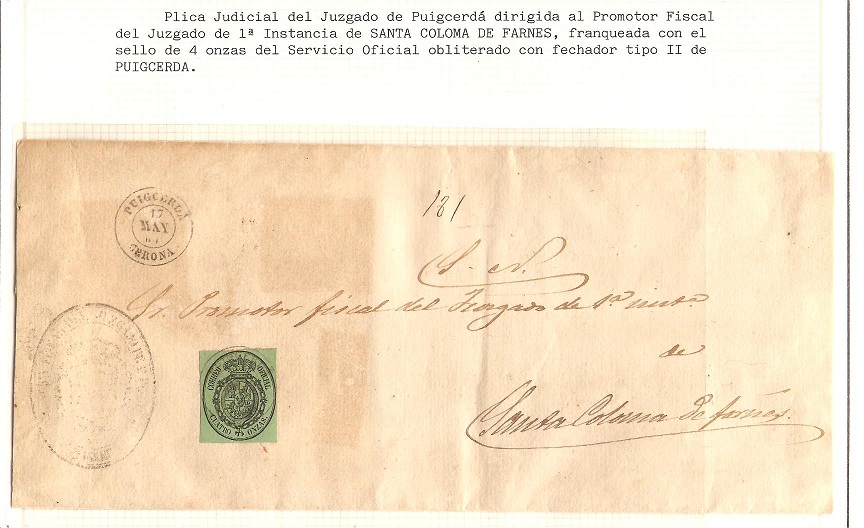 Plica Judicial del Juzgado de Puigcerdá dirigida al Promotor Fiscal
del Juzgado de 1ª Instancia de SANTA COLOMA DE FARNES, franqueada con el
sello de 4 onzas del Servicio Oficial obliterado con fechador tipo II de
PUIGCERDA.
PUIGCERDA
17
MAY
GERONA
181
S. N.
Sr. Promotor fiscal del Juzgado de 1ª inst.ª
de
Santa Coloma de farnes.
CORREO OFICIAL
CUATRO ONZAS